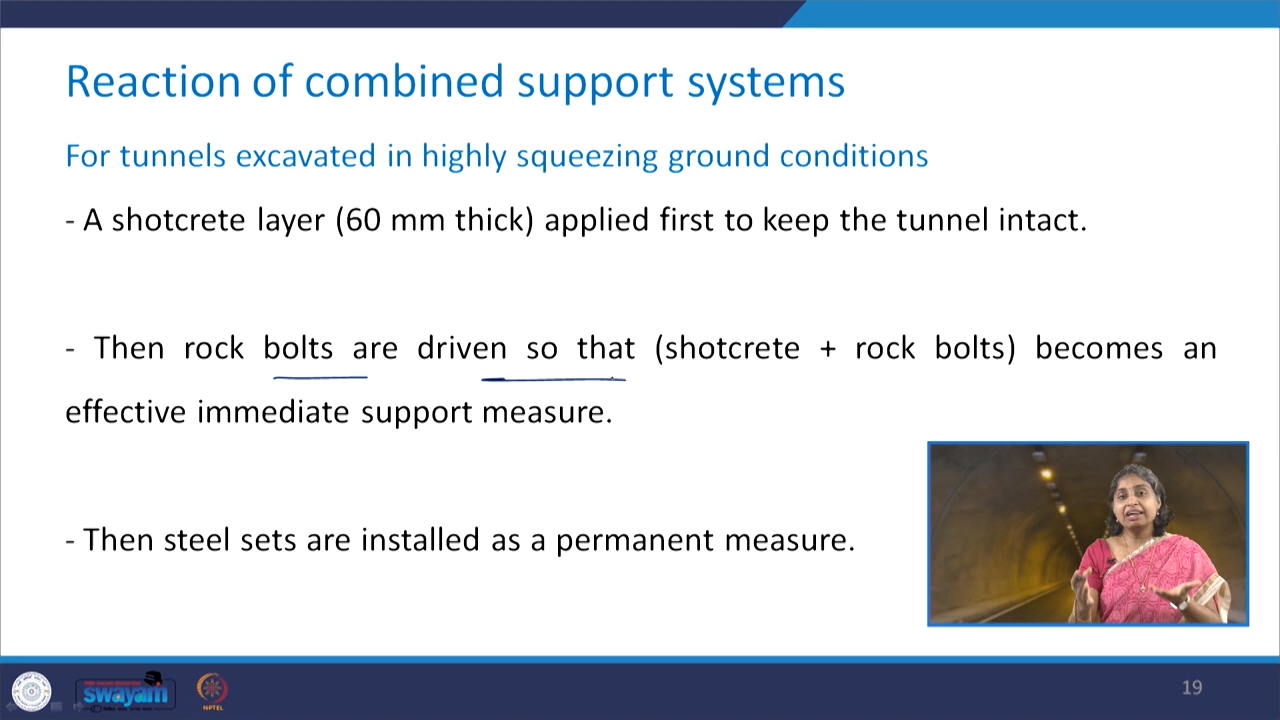 Reaction of combined support systems
For tunnels excavated in highly squeezing ground conditions
- A shotcrete layer (60 mm thick) applied first to keep the tunnel intact.
- Then rock bolts are driven so that (shotcrete + rock bolts) becomes an
effective immediate support measure.
- Then steel sets are installed as a permanent measure.
swayam
NPTEL
19